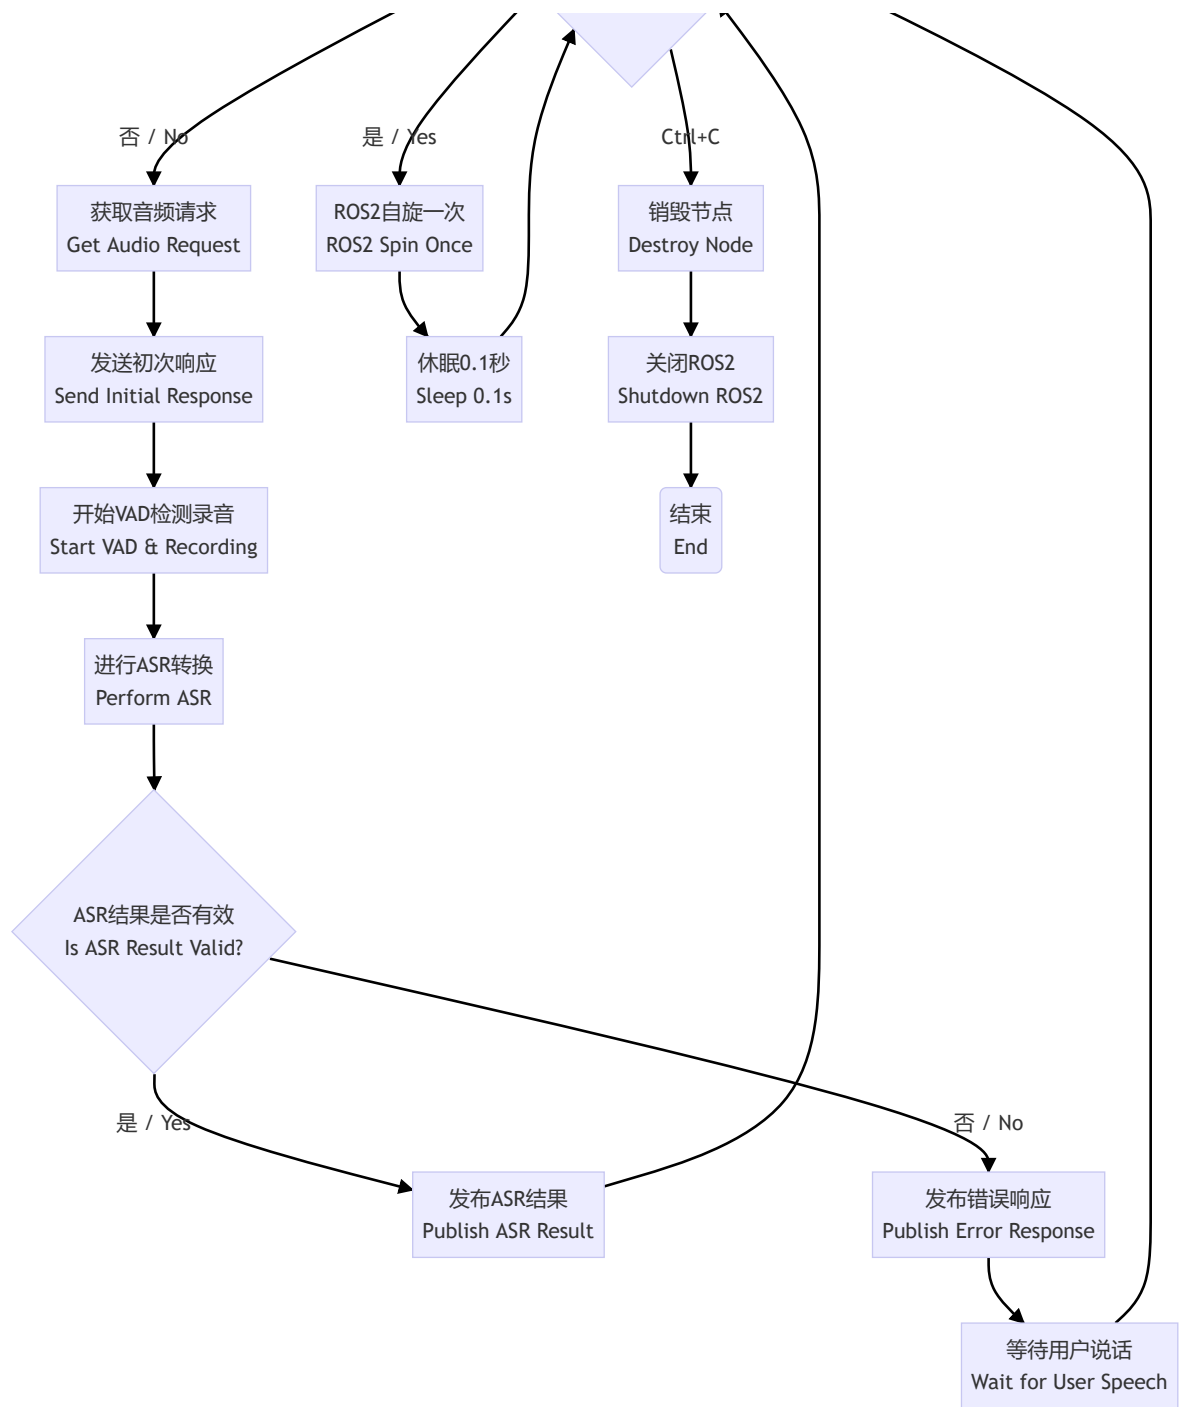 否 / No
是 / Yes
Ctrl+C
获取音频请求
Get Audio Request
ROS2自旋一次
ROS2 Spin Once
销毁节点
Destroy Node
发送初次响应
Send Initial Response
休眠0.1秒
Sleep 0.1s
关闭ROS2
Shutdown ROS2
开始VAD检测录音
Start VAD & Recording
结束
End
进行ASR转换
Perform ASR
ASR结果是否有效
Is ASR Result Valid?
是 / Yes
否 / No
发布ASR结果
Publish ASR Result
发布错误响应
Publish Error Response
等待用户说话
Wait for User Speech